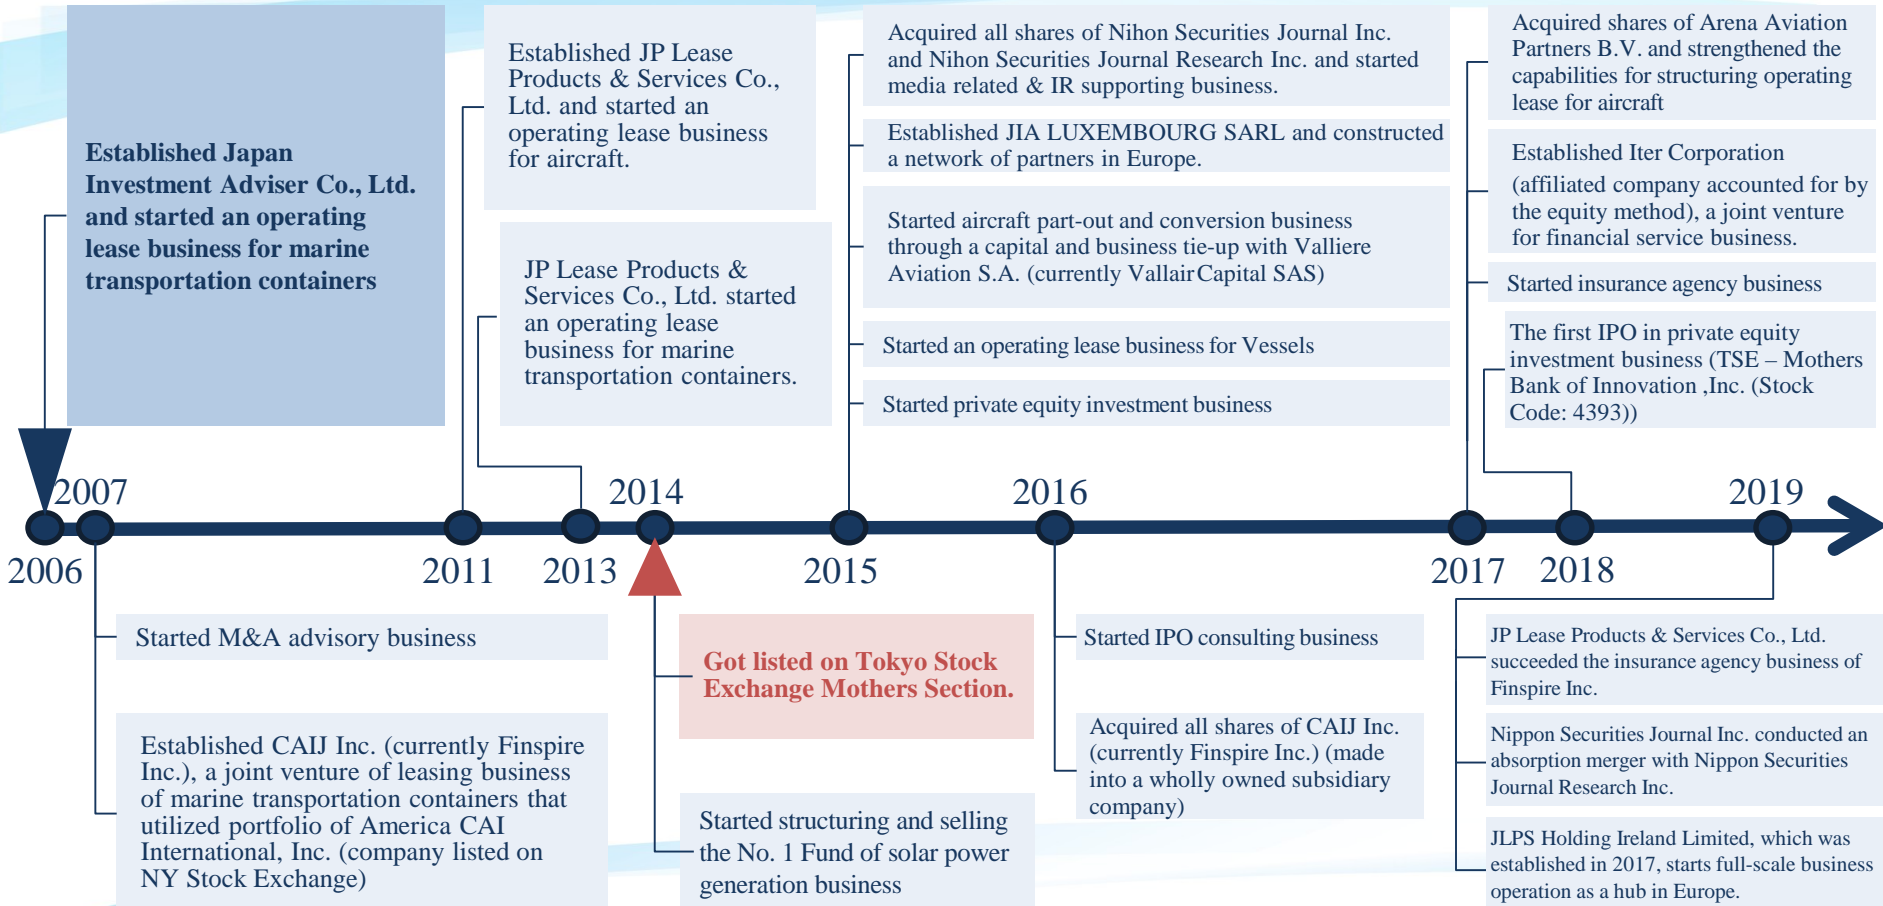 Established Japan
Investment Adviser Co., Ltd.
and started an operating
lease business for marine
transportation containers
Established JP Lease
Products & Services Co.,
Ltd. and started an
operating lease business
for aircraft.
JP Lease Products &
Services Co., Ltd. started
an operating lease
business for marine
transportation containers.
Acquired all shares of Nihon Securities Journal Inc.
and Nihon Securities Journal Research Inc. and started
media related & IR supporting business.
Established JIA LUXEMBOURG SARL and constructed
a network of partners in Europe.
Started aircraft part-out and conversion business
through a capital and business tie-up with Valliere
Aviation S.A. (currently Vallair Capital SAS)
Started an operating lease business for Vessels
Started private equity investment business
Acquired shares of Arena Aviation
Partners B.V. and strengthened the
capabilities for structuring operating
lease for aircraft
Established Iter Corporation
(affiliated company accounted for by
the equity method), a joint venture
for financial service business.
Started insurance agency business
The first IPO in private equity
investment business (TSE – Mothers
Bank of Innovation ,Inc. (Stock
Code: 4393))
2007
2014
2016
2019
2006
2011
2013
2015
2017
2018
Started M&A advisory business
Established CAIJ Inc. (currently Finspire
Inc.), a joint venture of leasing business
of marine transportation containers that
utilized portfolio of America CAI
International, Inc. (company listed on
NY Stock Exchange)
Got listed on Tokyo Stock
Exchange Mothers Section.
Started structuring and selling
the No. 1 Fund of solar power
generation business
Started IPO consulting business
Acquired all shares of CAIJ Inc.
(currently Finspire Inc.) (made
into a wholly owned subsidiary
company)
JP Lease Products & Services Co., Ltd.
succeeded the insurance agency business of
Finspire Inc.
Nippon Securities Journal Inc. conducted an
absorption merger with Nippon Securities
Journal Research Inc.
JLPS Holding Ireland Limited, which was
established in 2017, starts full-scale business
operation as a hub in Europe.